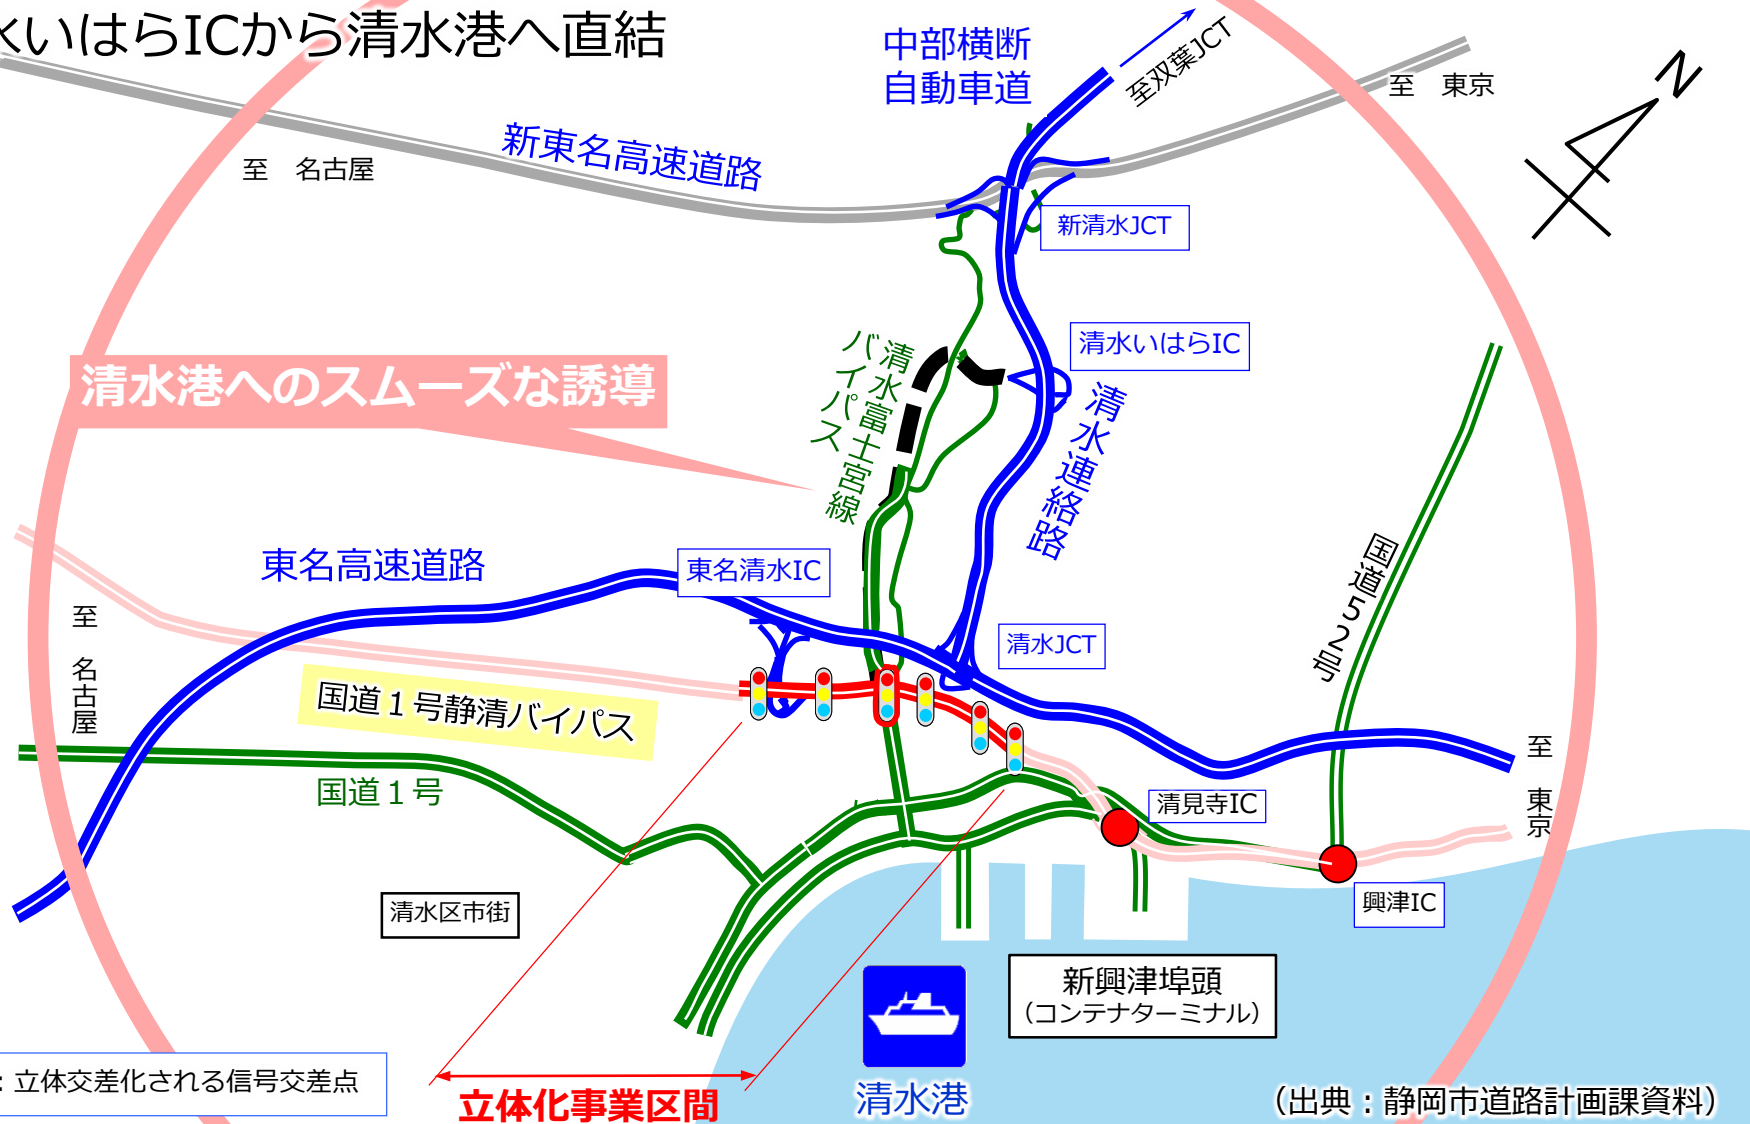 いはらICから清水港へ直結
中部横断
自動車道
至双葉JCT
至　東京
N
新東名高速道路
至　名古屋
新清水JCT
清水いはらIC
清水港へのスムーズな誘導
清水富士宮線
バイパス
清水連絡路
国道52号
東名高速道路
東名清水IC
清水JCT
至　名古屋
国道１号静清バイパス
国道１号
至　東京
清見寺IC
興津IC
清水区市街
新興津埠頭
（コンテナターミナル）
：立体交差化される信号交差点
立体化事業区間
清水港
（出典：静岡市道路計画課資料）